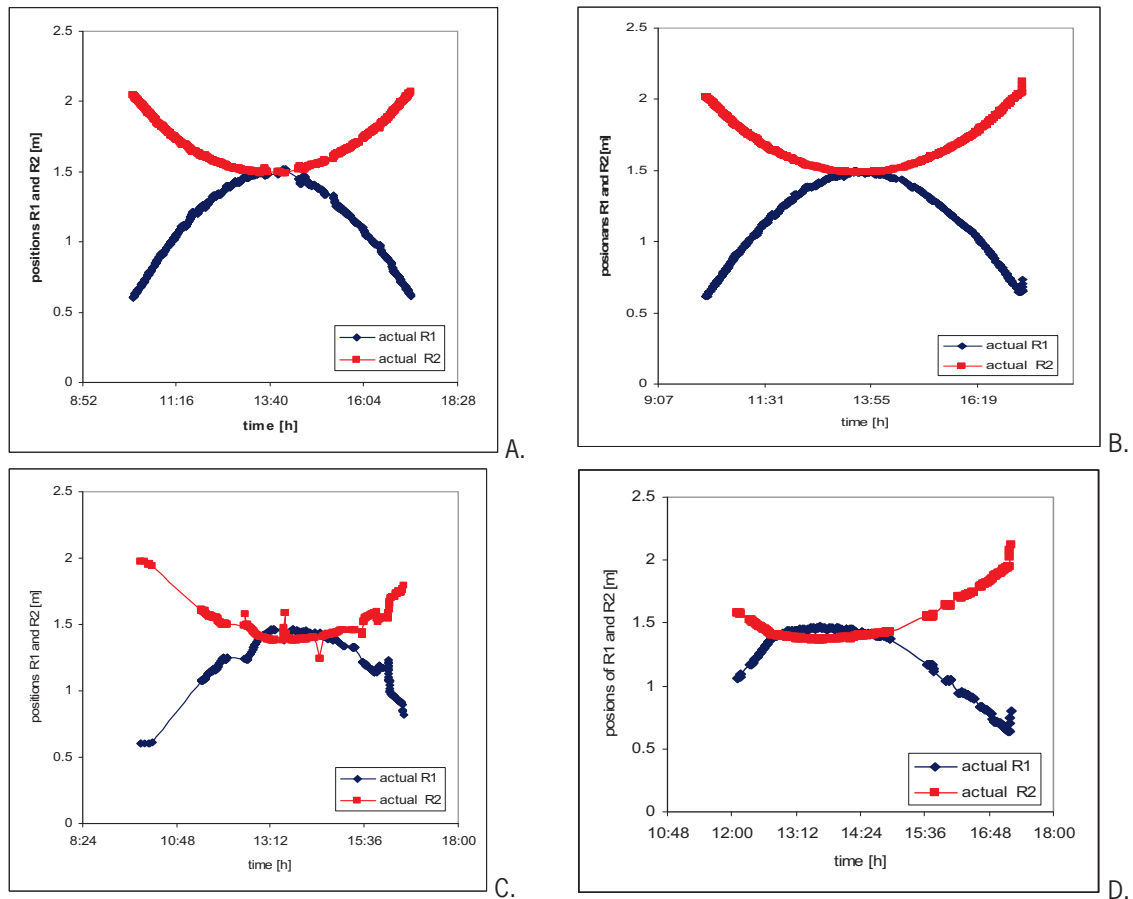 2.5
2
1.5
1
0.5
0
positions R1 and R2 [m]
8:52 11:16 13:40 16:04 18:28
time [h]
actual R1
actual R2
A.
2.5
2
1.5
1
0.5
0
posionans R1 and R2[m]
9:07 11:31 13:55 16:19
time [h]
actual R1
actual R2
B.
2.5
2
1.5
1
0.5
0
positions R1 and R2 [m]
8:24 10:48 13:12 15:36 18:00
time [h]
actual R1
actual R2
C.
2.5
2
1.5
1
0.5
0
posions of R1 and R2 [m]
10:48 12:00 13:12 14:24 15:36 16:48 18:00
time [h]
actual R1
actual R2
D.